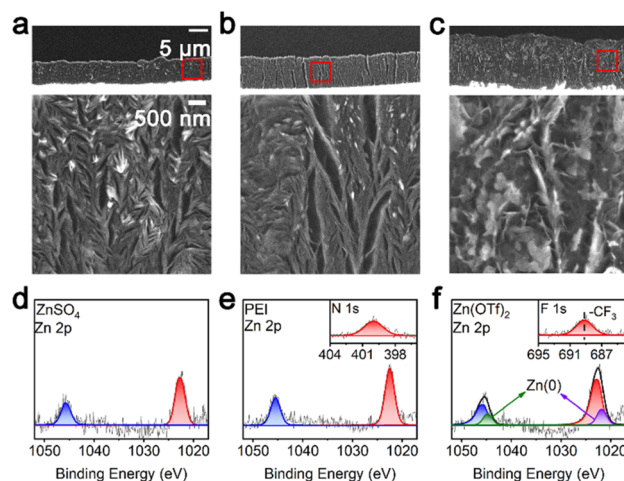 a
b
c
5 μm
500 nm
d
ZnSO4
Zn 2p
1050 1040 1030 1020
Binding Energy (eV)
e
PEI
Zn 2p
N 1s
404 401 398
1050 1040 1030 1020
Binding Energy (eV)
f
Zn(OTf)2
Zn 2p
F 1s
-CF3
695 691 687
Zn(0)
1050 1040 1030 1020
Binding Energy (eV)